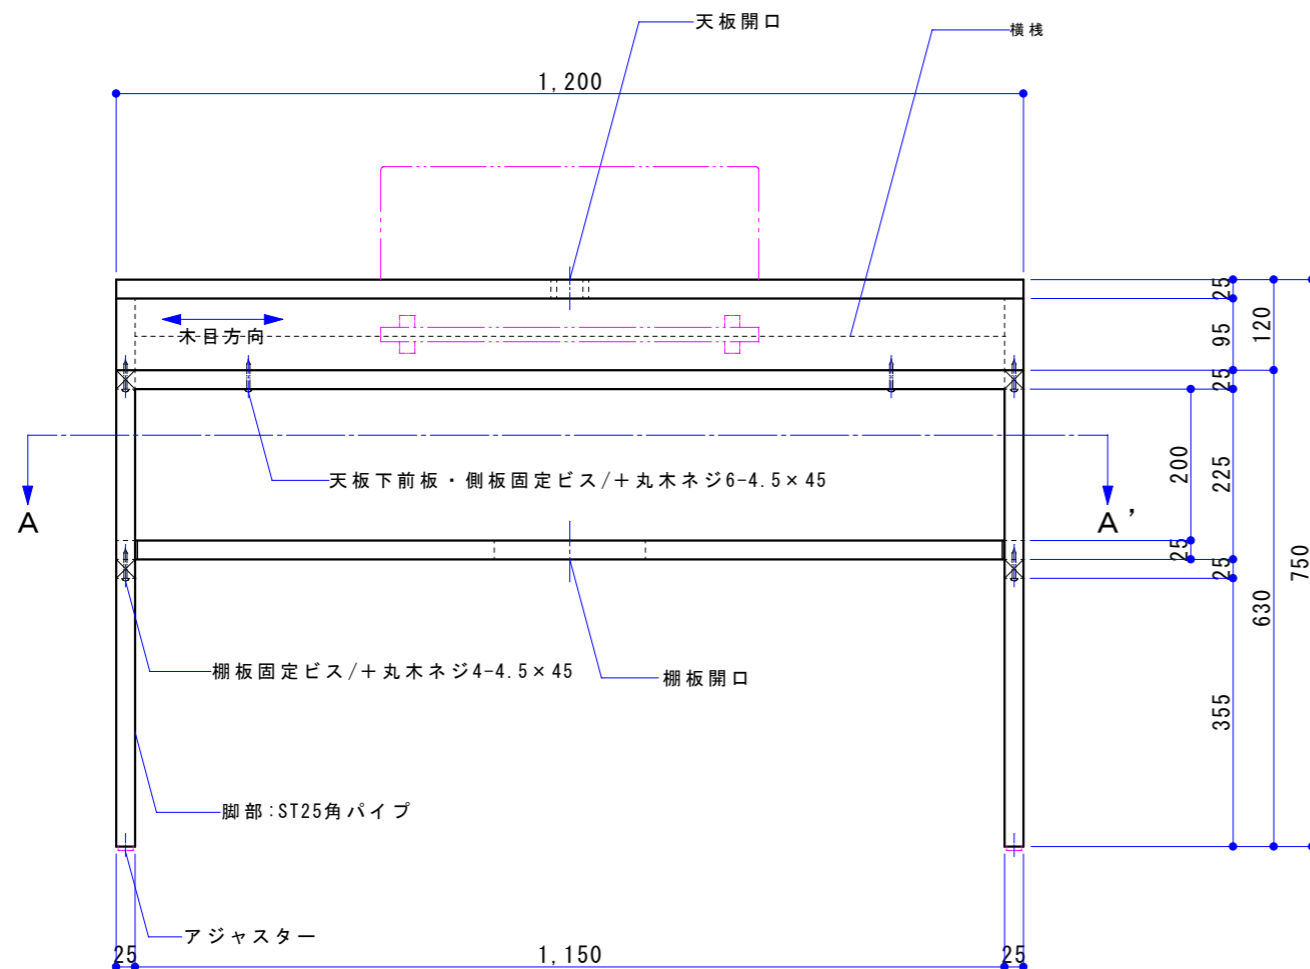 天板開口
横桟
1,200
木目方向
25
95
120
25
天板下前板・側板固定ビス/＋丸木ネジ6-4.5×45
200
225
A
A'
25
25
750
630
棚板固定ビス/＋丸木ネジ4-4.5×45
棚板開口
355
脚部:ST25角パイプ
アジャスター
25
1,150
25